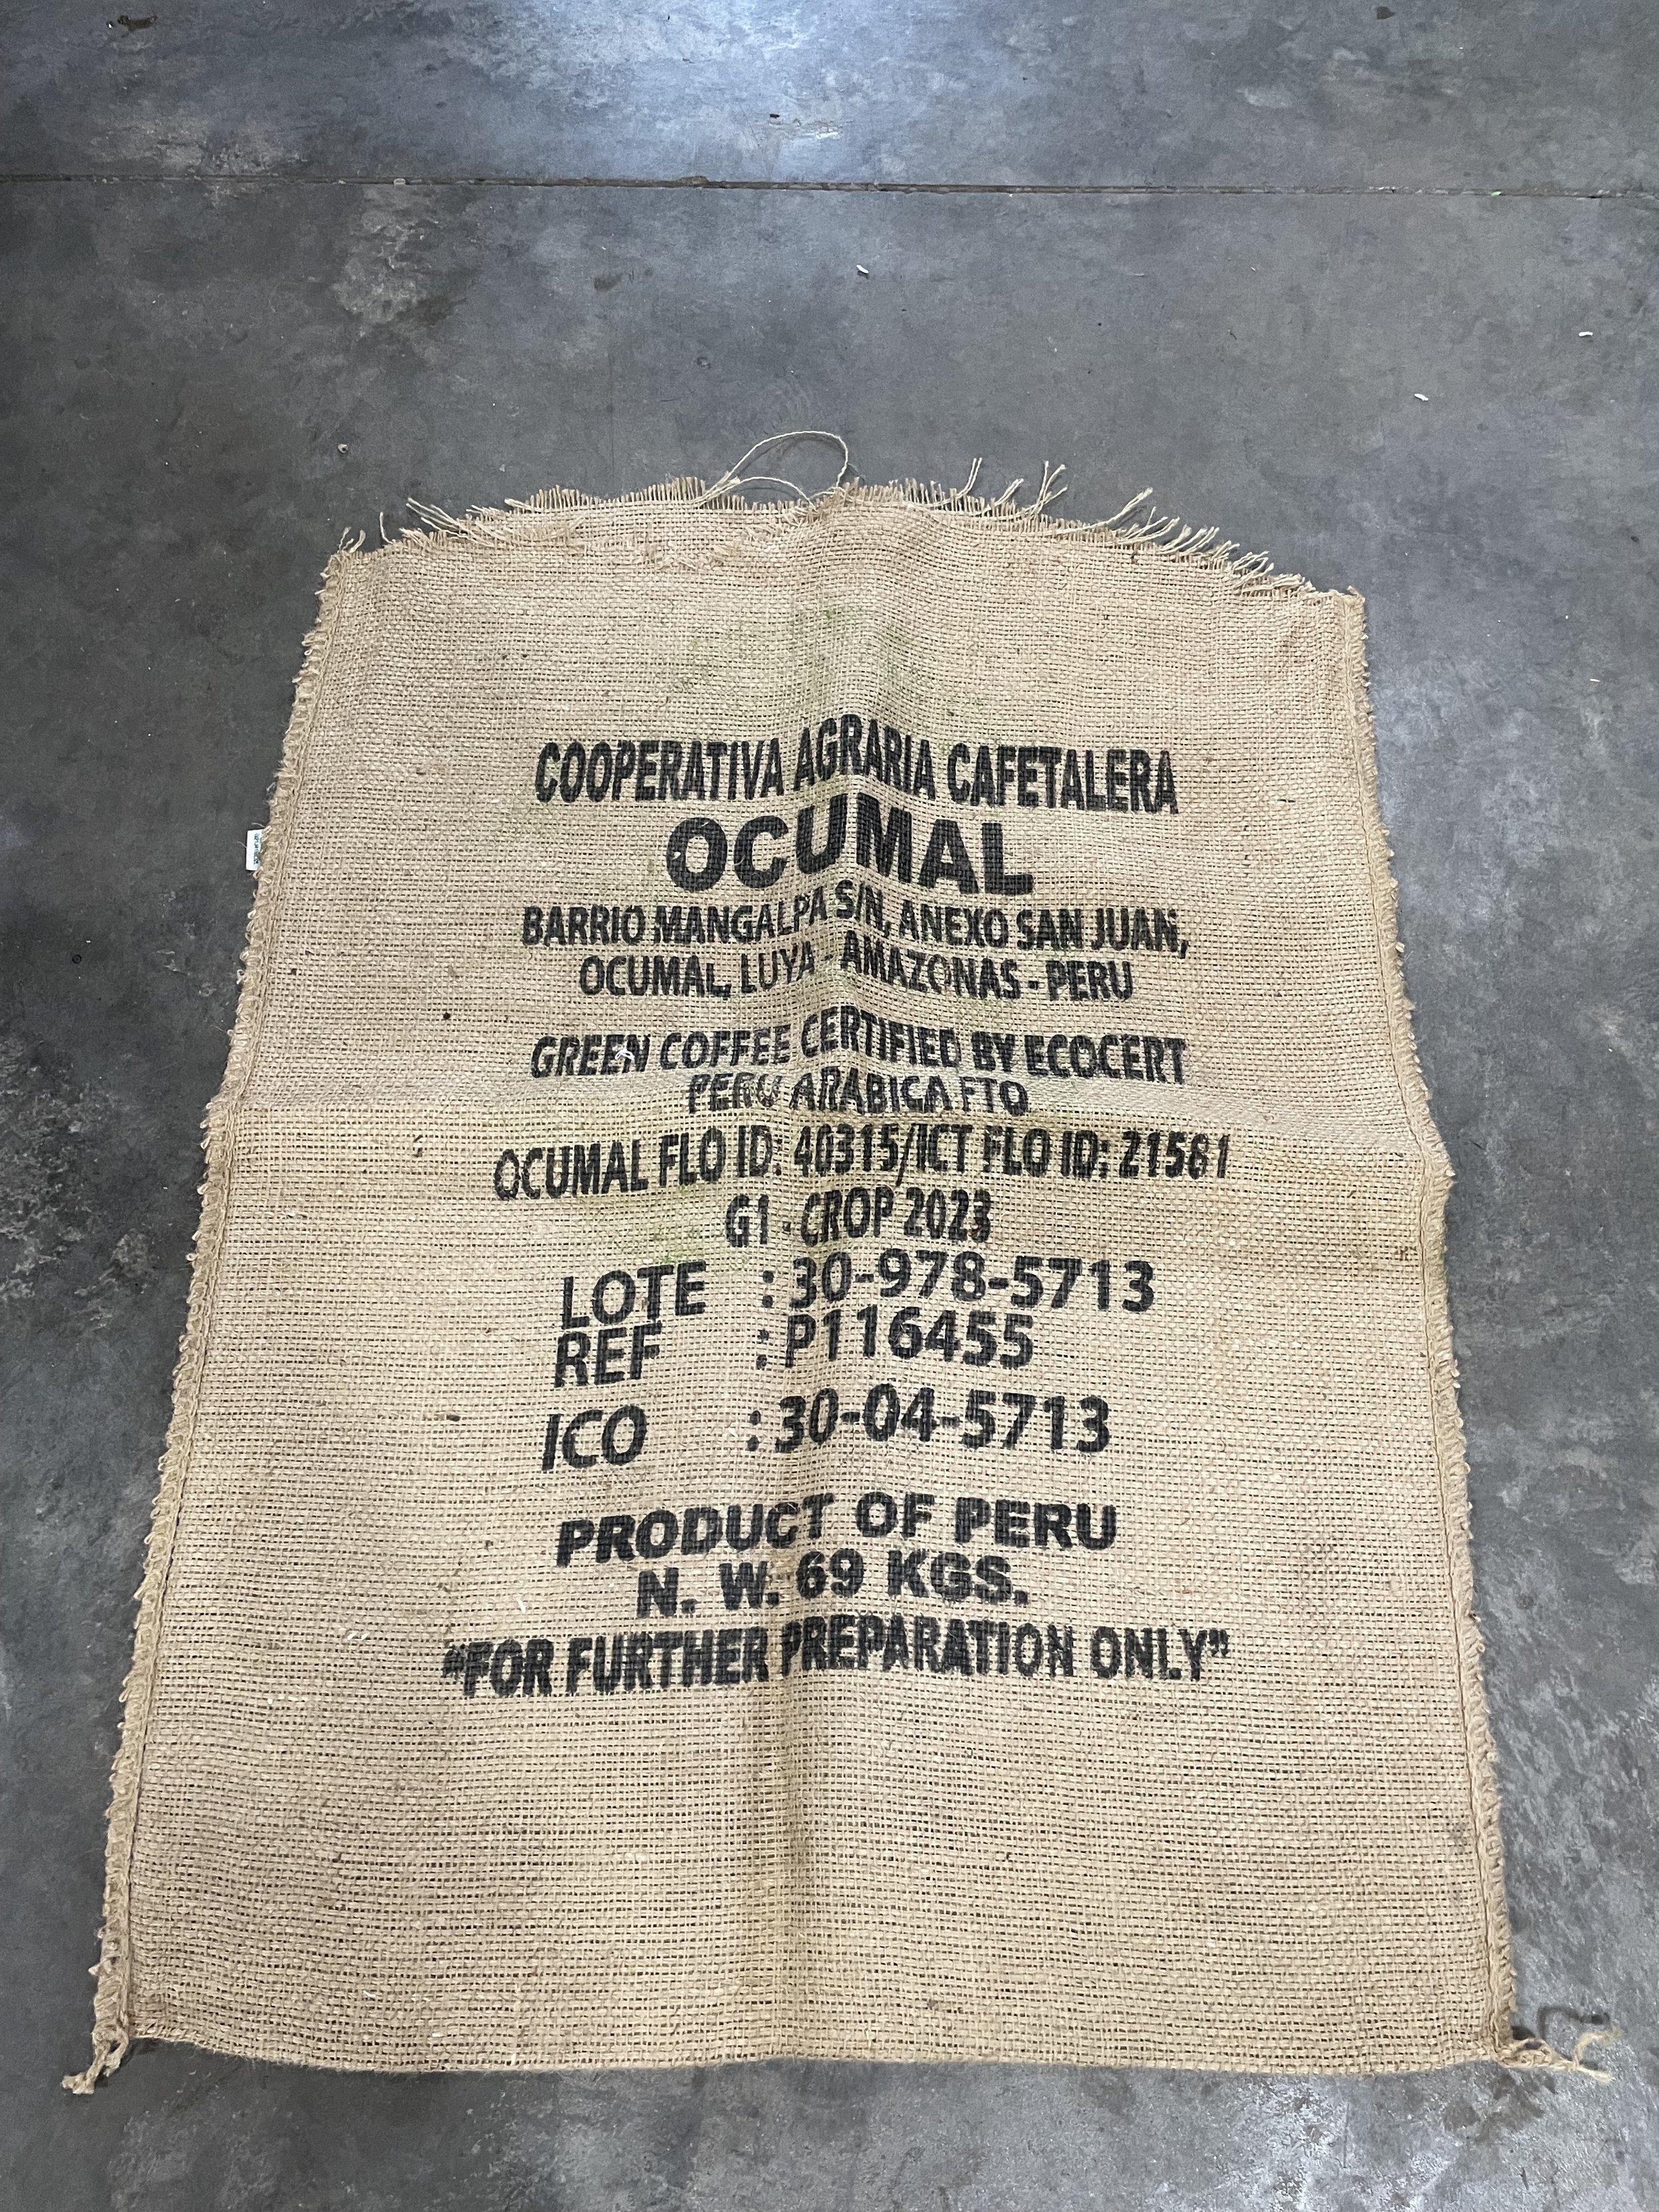 COOPERATIVA AGRARIA CAFETALERA
OCUMAL
BARRIO MANGALPA S/N, ANEXO SAN JUAN,
OCUMAL, LUYA - AMAZONAS - PERU
GREEN COFFEE CERTIFIED BY ECOCERT
PERU ARABICA FTO
OCUMAL FLO ID: 40315/ICT FLO ID: 21581
G1 - CROP 2023
LOTE : 30-978-5713
REF : P116455
ICO : 30-04-5713
PRODUCT OF PERU
N. W. 69 KGS.
"FOR FURTHER PREPARATION ONLY"